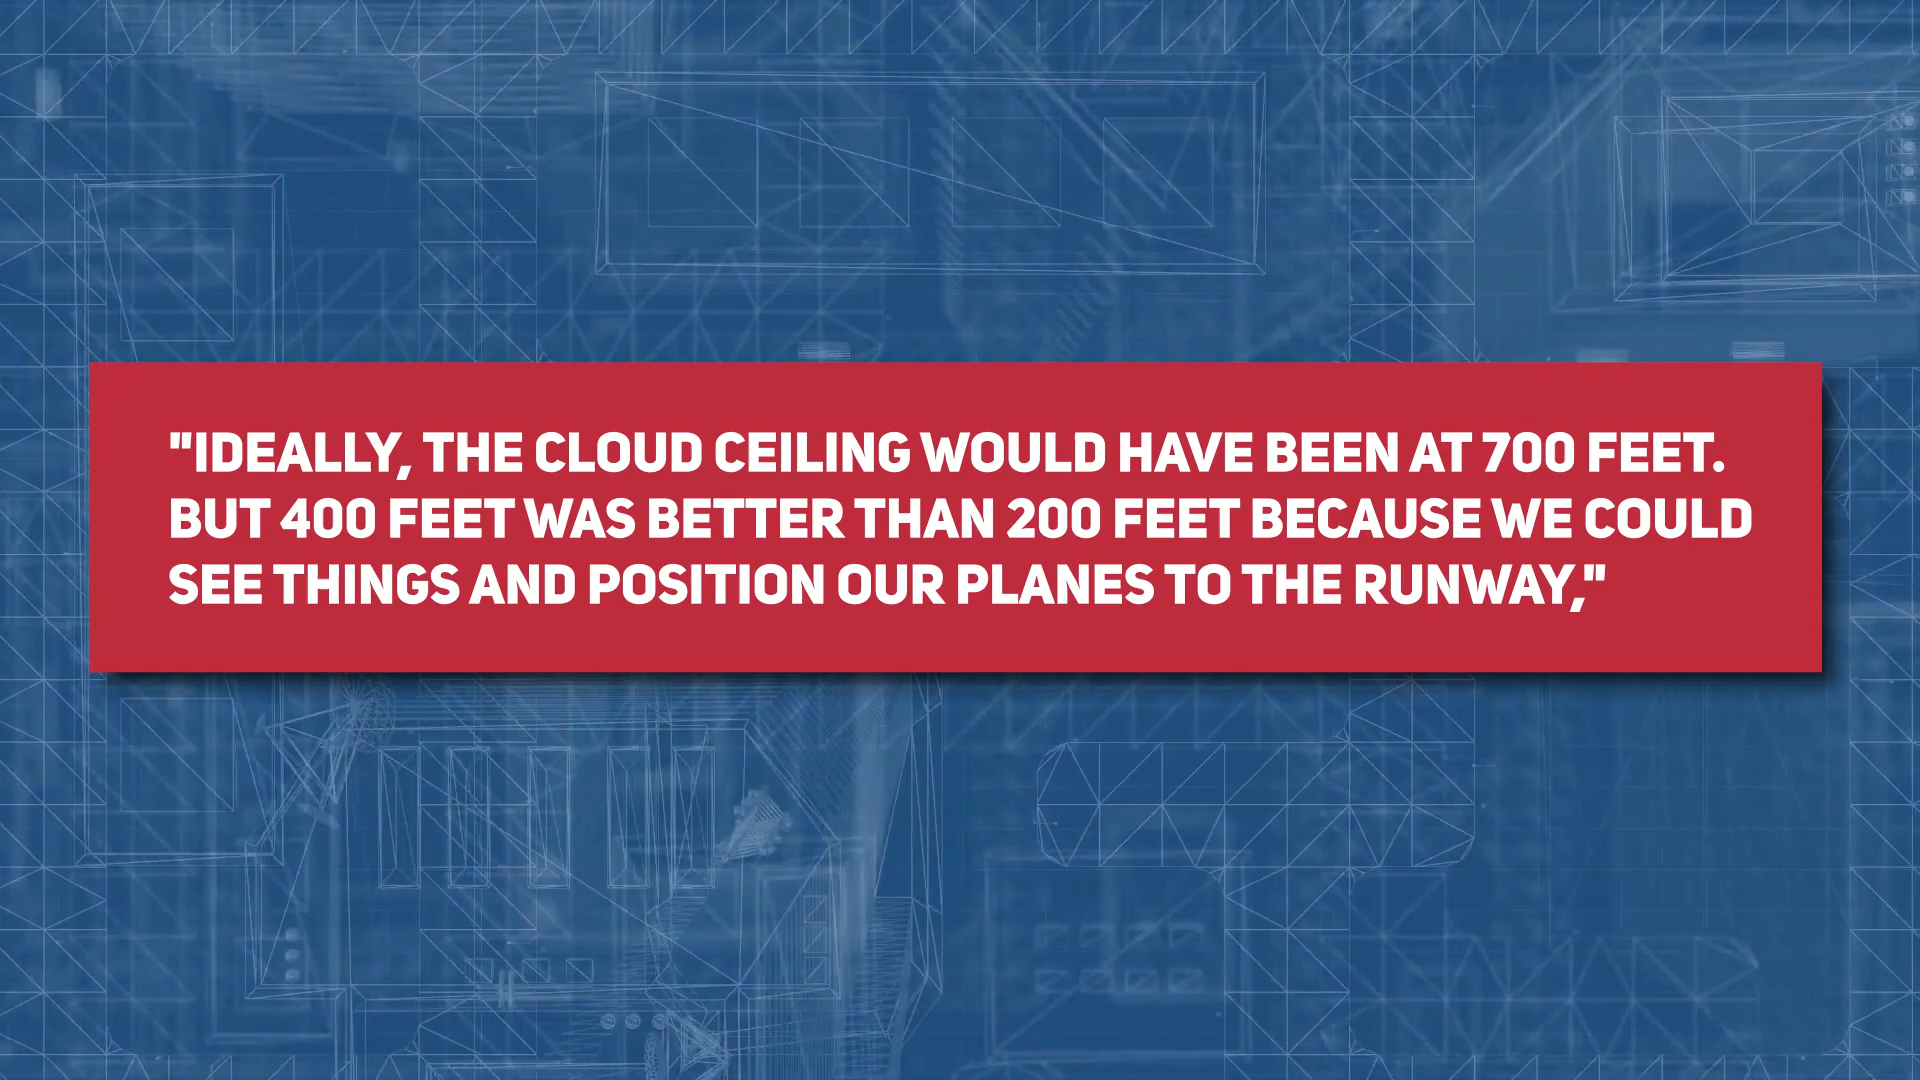 "IDEALLY, THE CLOUD CEILING WOULD HAVE BEEN AT 700 FEET.
BUT 400 FEET WAS BETTER THAN 200 FEET BECAUSE WE COULD
SEE THINGS AND POSITION OUR PLANES TO THE RUNWAY,"